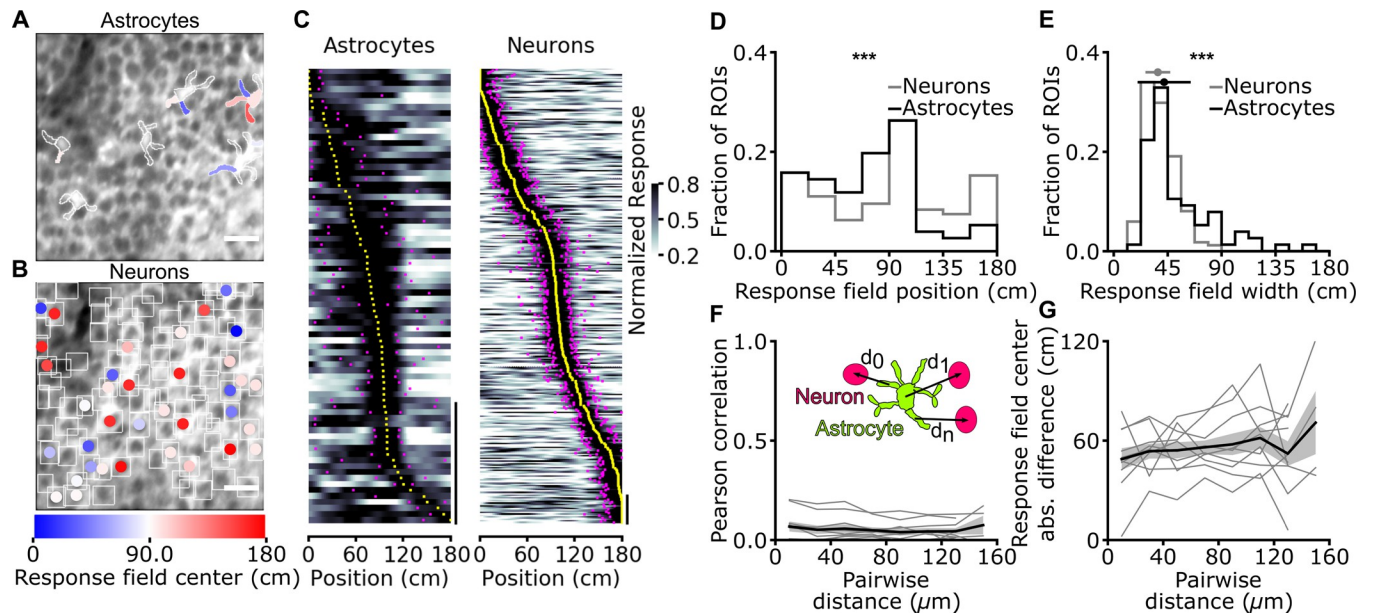 A
Astrocytes
B
Neurons
0
90.0
180
Response field center (cm)
C
Astrocytes
Neurons
0.8
0.5
0.2
Normalized Response
0
60
120
180
Position (cm)
0
60
120
180
Position (cm)
D
***
Neurons
Astrocytes
0.4
0.2
0.0
Fraction of ROIs
0
45
90
135
180
Response field position (cm)
E
***
Neurons
Astrocytes
0.4
0.2
0.0
Fraction of ROIs
0
45
90
135
180
Response field width (cm)
F
1.0
0.5
0.0
Pearson correlation
d0
d1
Neuron
Astrocyte
dn
0
40
80
120
160
Pairwise
distance (µm)
G
120
60
0
Response field center
abs. difference (cm)
0
40
80
120
160
Pairwise
distance (µm)